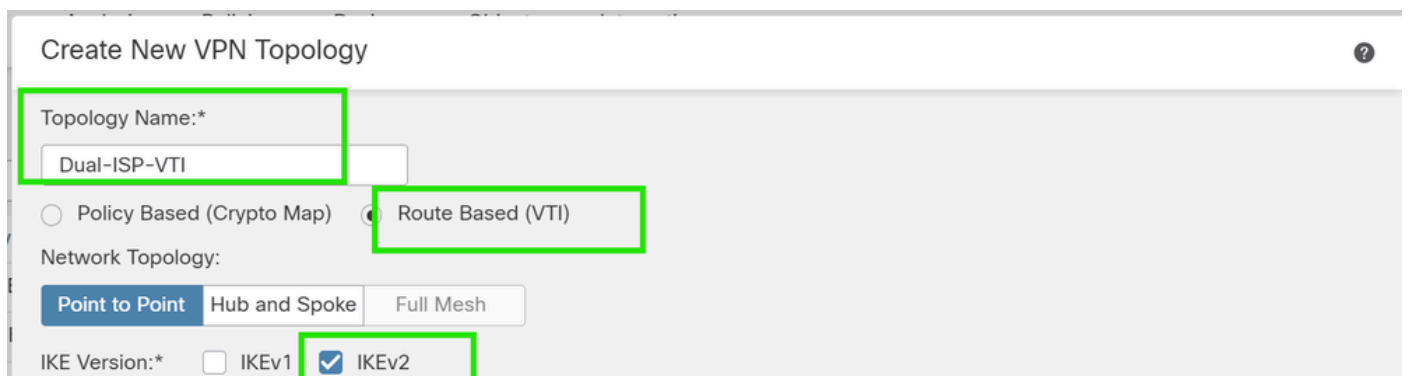 Create New VPN Topology
Topology Name:*
Dual-ISP-VTI
Policy Based (Crypto Map) Route Based (VTI)
Network Topology:
Point to Point Hub and Spoke Full Mesh
IKE Version:* IKEv1 IKEv2